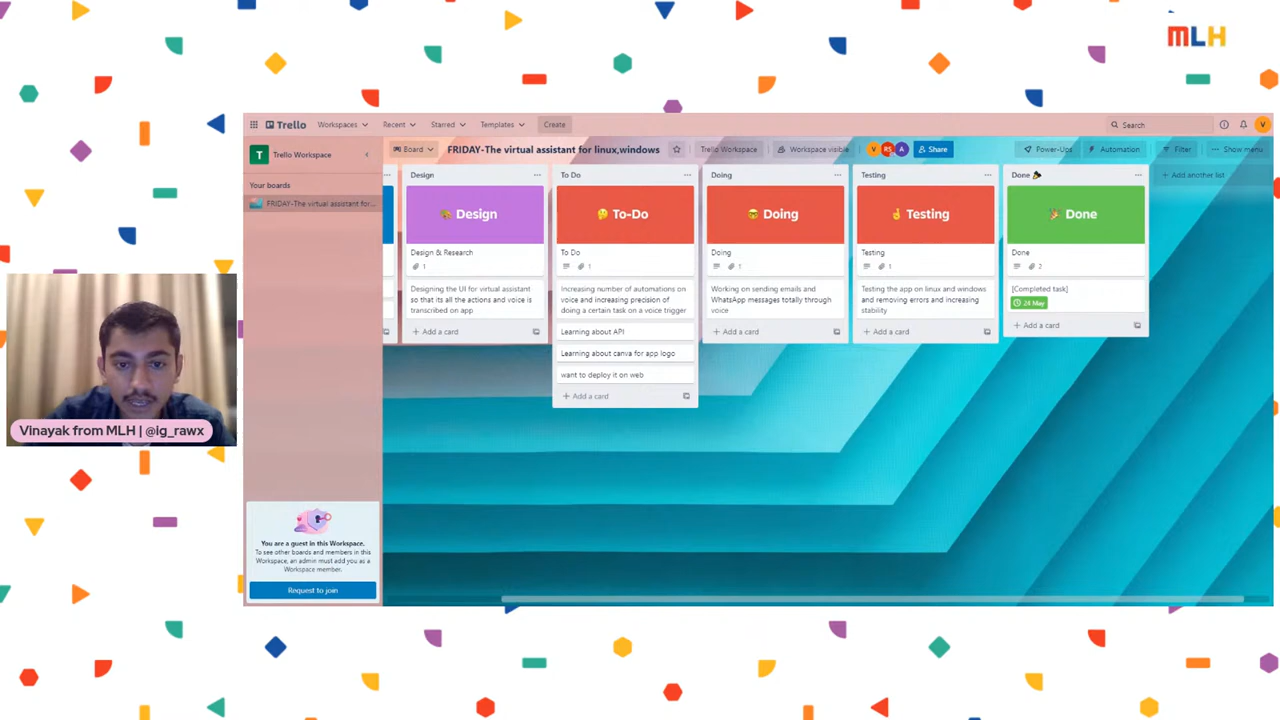 MLH
Trello
Workspaces
Recent
Starred
Templates
Create
Search
V
T
Trello Workspace
Board
FRIDAY-The virtual assistant for linux,windows
Trello Workspace
Workspace visible
V
RS
A
Share
Power-Ups
Automation
Filter
Show menu
Your boards
FRIDAY-The virtual assistant for...
Design
Design
Design & Research
1
Designing the UI for virtual assistant
so that its all the actions and voice is
transcribed on app
+ Add a card
To Do
To-Do
To Do
1
Increasing number of automations on
voice and increasing precision of
doing a certain task on a voice trigger
Learning about API
Learning about canva for app logo
want to deploy it on web
+ Add a card
Doing
Doing
Doing
1
Working on sending emails and
WhatsApp messages totally through
voice
+ Add a card
Testing
Testing
Testing
1
Testing the app on linux and windows
and removing errors and increasing
stability
+ Add a card
Done
Done
Done
2
[Completed task]
24 May
+ Add a card
+ Add another list
Vinayak from MLH | @ig_rawx
You are a guest in this Workspace.
To see other boards and members in this
Workspace, an admin must add you as a
Workspace member.
Request to join